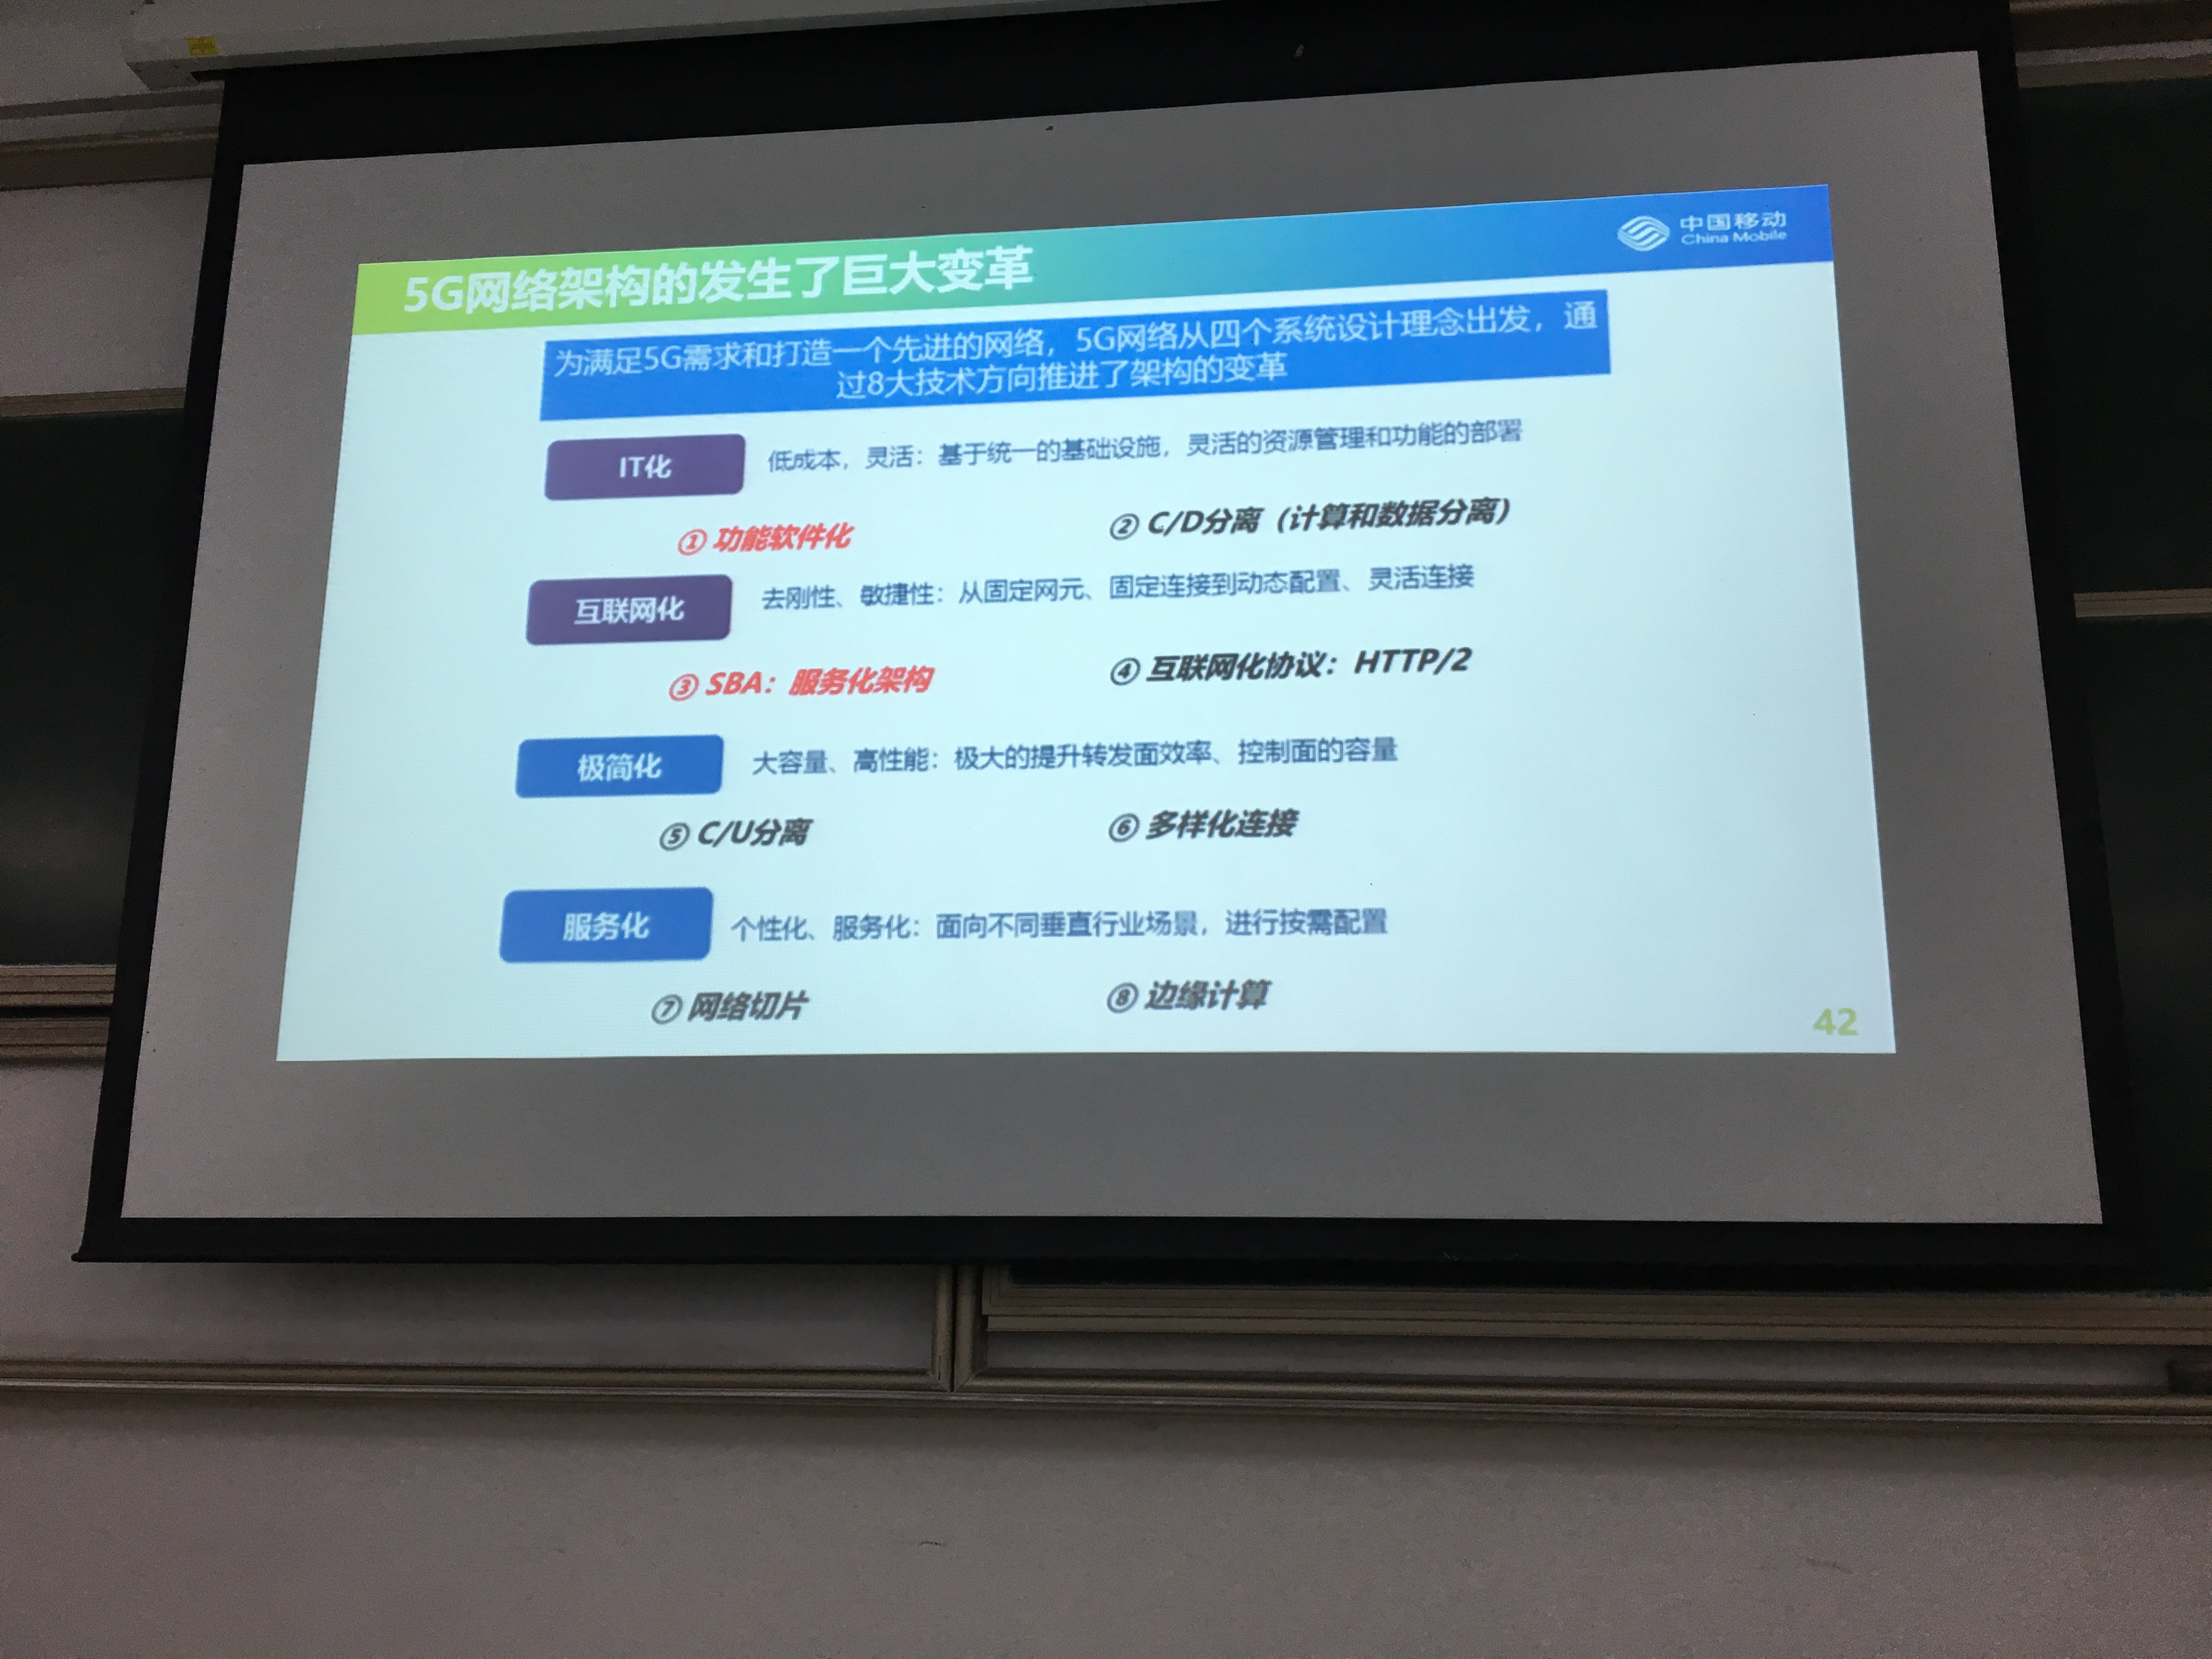 中国移动
China Mobile
5G网络架构的发生了巨大变革
为满足5G需求和打造一个先进的网络，5G网络从四个系统设计理念出发，通
过8大技术方向推进了架构的变革
IT化
低成本，灵活：基于统一的基础设施，灵活的资源管理和功能的部署
① 功能软件化
② C/D分离（计算和数据分离）
互联网化
去刚性、敏捷性：从固定网元、固定连接到动态配置、灵活连接
③ SBA：服务化架构
④ 互联网化协议：HTTP/2
极简化
大容量、高性能：极大的提升转发面效率、控制面的容量
⑤ C/U分离
⑥ 多样化连接
服务化
个性化、服务化：面向不同垂直行业场景，进行按需配置
⑦ 网络切片
⑧ 边缘计算
42